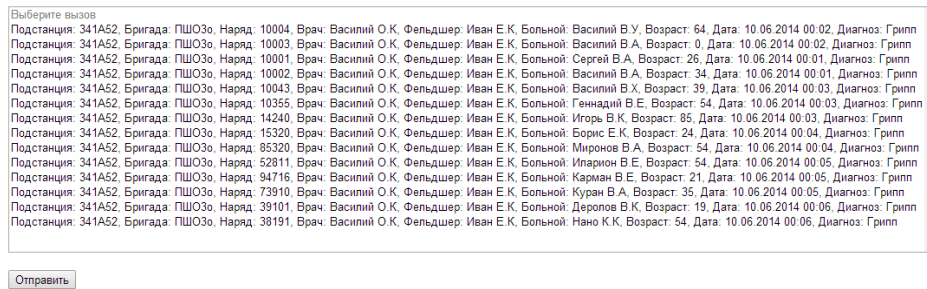 Выберите вызов
Подстанция: 341А52, Бригада: ПШОЗо, Наряд: 10004, Врач: Василий О.К, Фельдшер: Иван Е.К, Больной: Василий В.У, Возраст: 64, Дата: 10.06.2014 00:02, Диагноз: Грипп
Подстанция: 341А52, Бригада: ПШОЗо, Наряд: 10003, Врач: Василий О.К, Фельдшер: Иван Е.К, Больной: Василий В.А, Возраст: 0, Дата: 10.06.2014 00:02, Диагноз: Грипп
Подстанция: 341А52, Бригада: ПШОЗо, Наряд: 10001, Врач: Василий О.К, Фельдшер: Иван Е.К, Больной: Сергей В.А, Возраст: 26, Дата: 10.06.2014 00:01, Диагноз: Грипп
Подстанция: 341А52, Бригада: ПШОЗо, Наряд: 10002, Врач: Василий О.К, Фельдшер: Иван Е.К, Больной: Василий В.А, Возраст: 34, Дата: 10.06.2014 00:01, Диагноз: Грипп
Подстанция: 341А52, Бригада: ПШОЗо, Наряд: 10043, Врач: Василий О.К, Фельдшер: Иван Е.К, Больной: Василий В.Х, Возраст: 39, Дата: 10.06.2014 00:03, Диагноз: Грипп
Подстанция: 341А52, Бригада: ПШОЗо, Наряд: 10355, Врач: Василий О.К, Фельдшер: Иван Е.К, Больной: Геннадий В.Е, Возраст: 54, Дата: 10.06.2014 00:03, Диагноз: Грипп
Подстанция: 341А52, Бригада: ПШОЗо, Наряд: 14240, Врач: Василий О.К, Фельдшер: Иван Е.К, Больной: Игорь В.К, Возраст: 85, Дата: 10.06.2014 00:03, Диагноз: Грипп
Подстанция: 341А52, Бригада: ПШОЗо, Наряд: 15320, Врач: Василий О.К, Фельдшер: Иван Е.К, Больной: Борис Е.К, Возраст: 24, Дата: 10.06.2014 00:04, Диагноз: Грипп
Подстанция: 341А52, Бригада: ПШОЗо, Наряд: 85320, Врач: Василий О.К, Фельдшер: Иван Е.К, Больной: Миронов В.А, Возраст: 54, Дата: 10.06.2014 00:04, Диагноз: Грипп
Подстанция: 341А52, Бригада: ПШОЗо, Наряд: 52811, Врач: Василий О.К, Фельдшер: Иван Е.К, Больной: Иларион В.Е, Возраст: 54, Дата: 10.06.2014 00:05, Диагноз: Грипп
Подстанция: 341А52, Бригада: ПШОЗо, Наряд: 94716, Врач: Василий О.К, Фельдшер: Иван Е.К, Больной: Карман В.Е, Возраст: 21, Дата: 10.06.2014 00:05, Диагноз: Грипп
Подстанция: 341А52, Бригада: ПШОЗо, Наряд: 73910, Врач: Василий О.К, Фельдшер: Иван Е.К, Больной: Куран В.А, Возраст: 35, Дата: 10.06.2014 00:05, Диагноз: Грипп
Подстанция: 341А52, Бригада: ПШОЗо, Наряд: 39101, Врач: Василий О.К, Фельдшер: Иван Е.К, Больной: Деропов В.К, Возраст: 19, Дата: 10.06.2014 00:06, Диагноз: Грипп
Подстанция: 341А52, Бригада: ПШОЗо, Наряд: 38191, Врач: Василий О.К, Фельдшер: Иван Е.К, Больной: Нано К.К, Возраст: 54, Дата: 10.06.2014 00:06, Диагноз: Грипп
Отправить